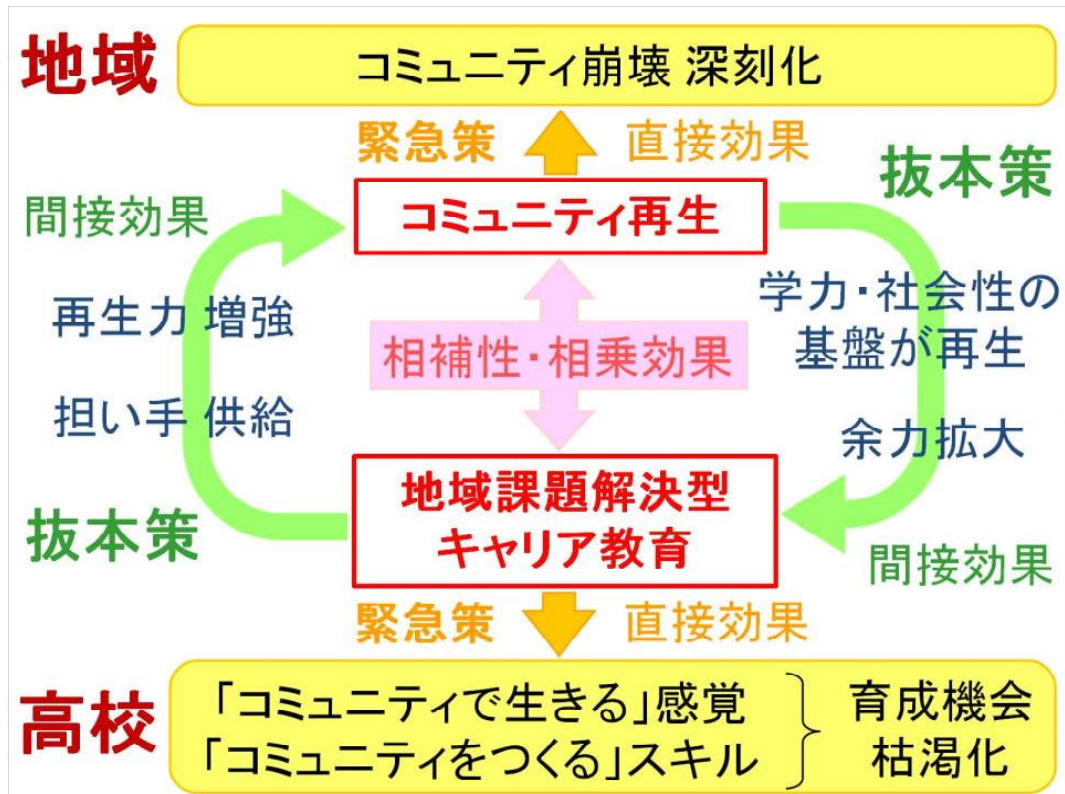 地域
コミュニティ崩壊 深刻化
緊急策 直接効果
抜本策
間接効果
コミュニティ再生
再生力 増強
学力・社会性の
基盤が再生
相補性・相乗効果
担い手 供給
余力拡大
地域課題解決型
キャリア教育
抜本策
間接効果
緊急策 直接効果
高校
「コミュニティで生きる」感覚
「コミュニティをつくる」スキル
育成機会
枯渇化